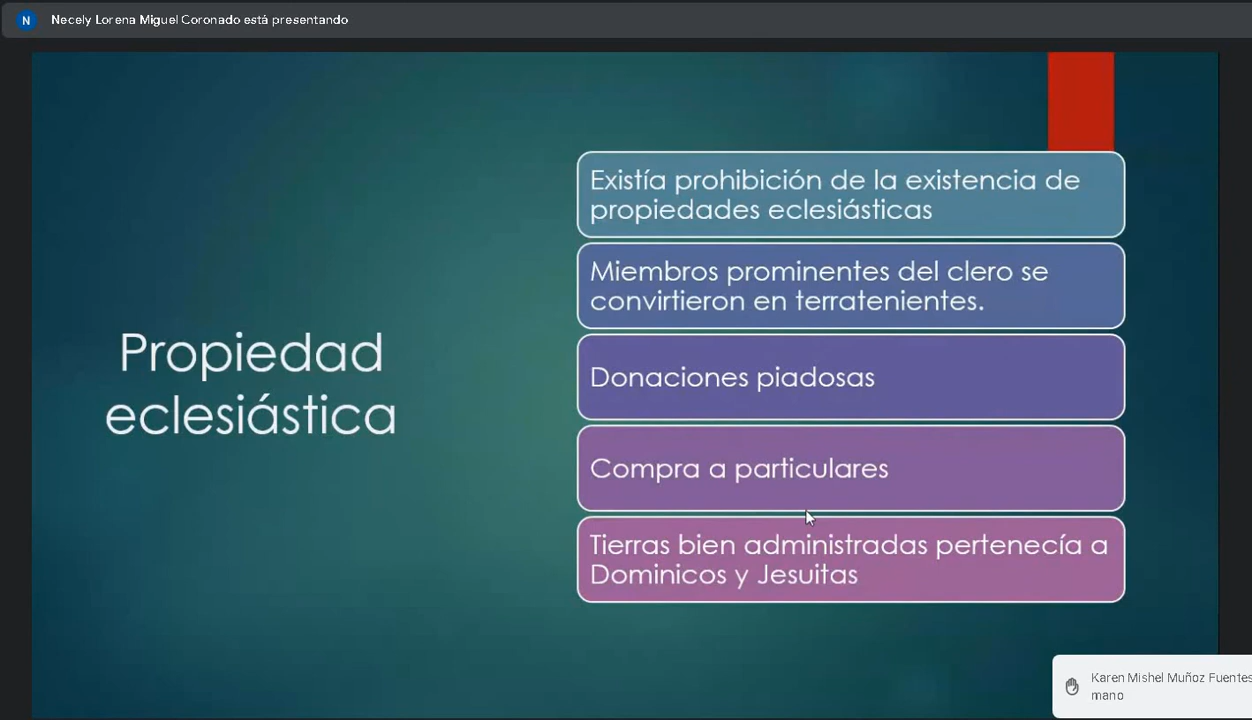 N
Necely Lorena Miguel Coronado está presentando
Propiedad
eclesiástica
Existía prohibición de la existencia de
propiedades eclesiásticas
Miembros prominentes del clero se
convirtieron en terratenientes.
Donaciones piadosas
Compra a particulares
Tierras bien administradas pertenecía a
Dominicos y Jesuitas
Karen Mishel Muñoz Fuentes
mano